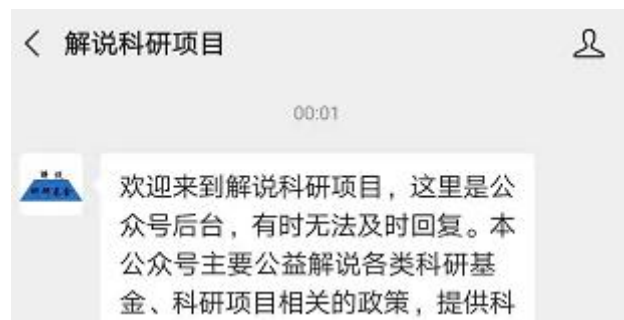 解说科研项目
00:01
欢迎来到解说科研项目，这里是公
众号后台，有时无法及时回复。本
公众号主要公益解说各类科研基
金、科研项目相关的政策，提供科